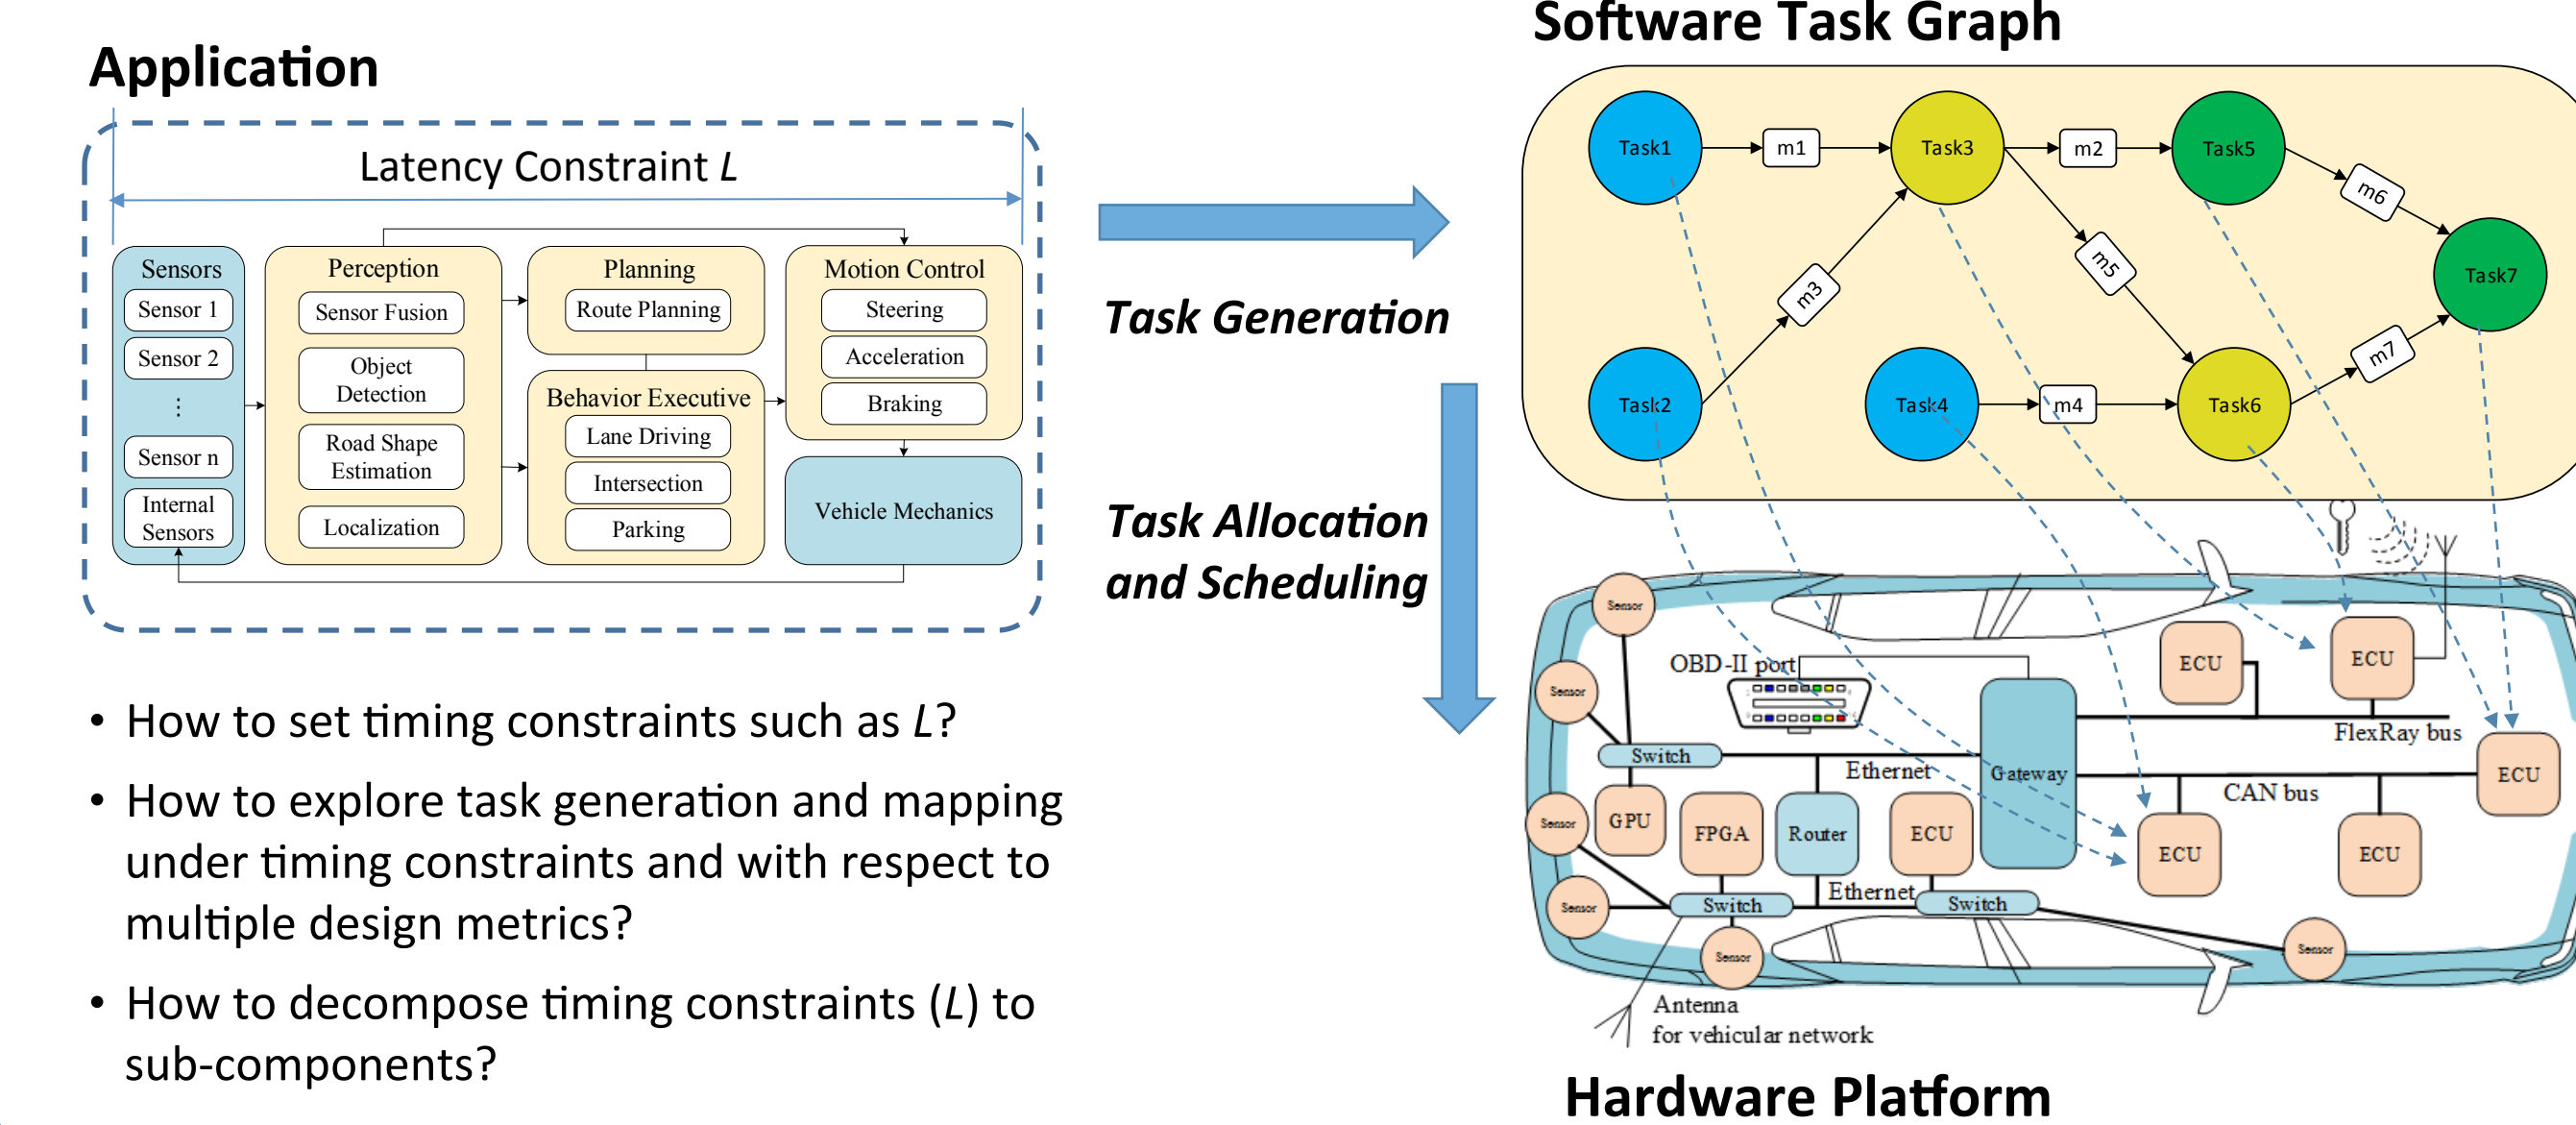 Application
Latency Constraint L
Sensors
Sensor 1
Sensor 2
⋮
Sensor n
Internal
Sensors
Perception
Sensor Fusion
Object
Detection
Road Shape
Estimation
Localization
Planning
Route Planning
Behavior Executive
Lane Driving
Intersection
Parking
Motion Control
Steering
Acceleration
Braking
Vehicle Mechanics
• How to set timing constraints such as L?
• How to explore task generation and mapping
under timing constraints and with respect to
multiple design metrics?
• How to decompose timing constraints (L) to
sub-components?
Task Generation
Task Allocation
and Scheduling
Software Task Graph
Task1
m1
Task3
m2
Task5
m6
m3
m5
Task7
m7
Task2
Task4
m4
Task6
Sensor
OBD-II port
ECU
ECU
Sensor
FlexRay bus
Switch
Ethernet
Gateway
ECU
CAN bus
Sensor
GPU
FPGA
Router
ECU
ECU
ECU
Ethernet
Sensor
Switch
Switch
Sensor
Sensor
Antenna
for vehicular network
Hardware Platform